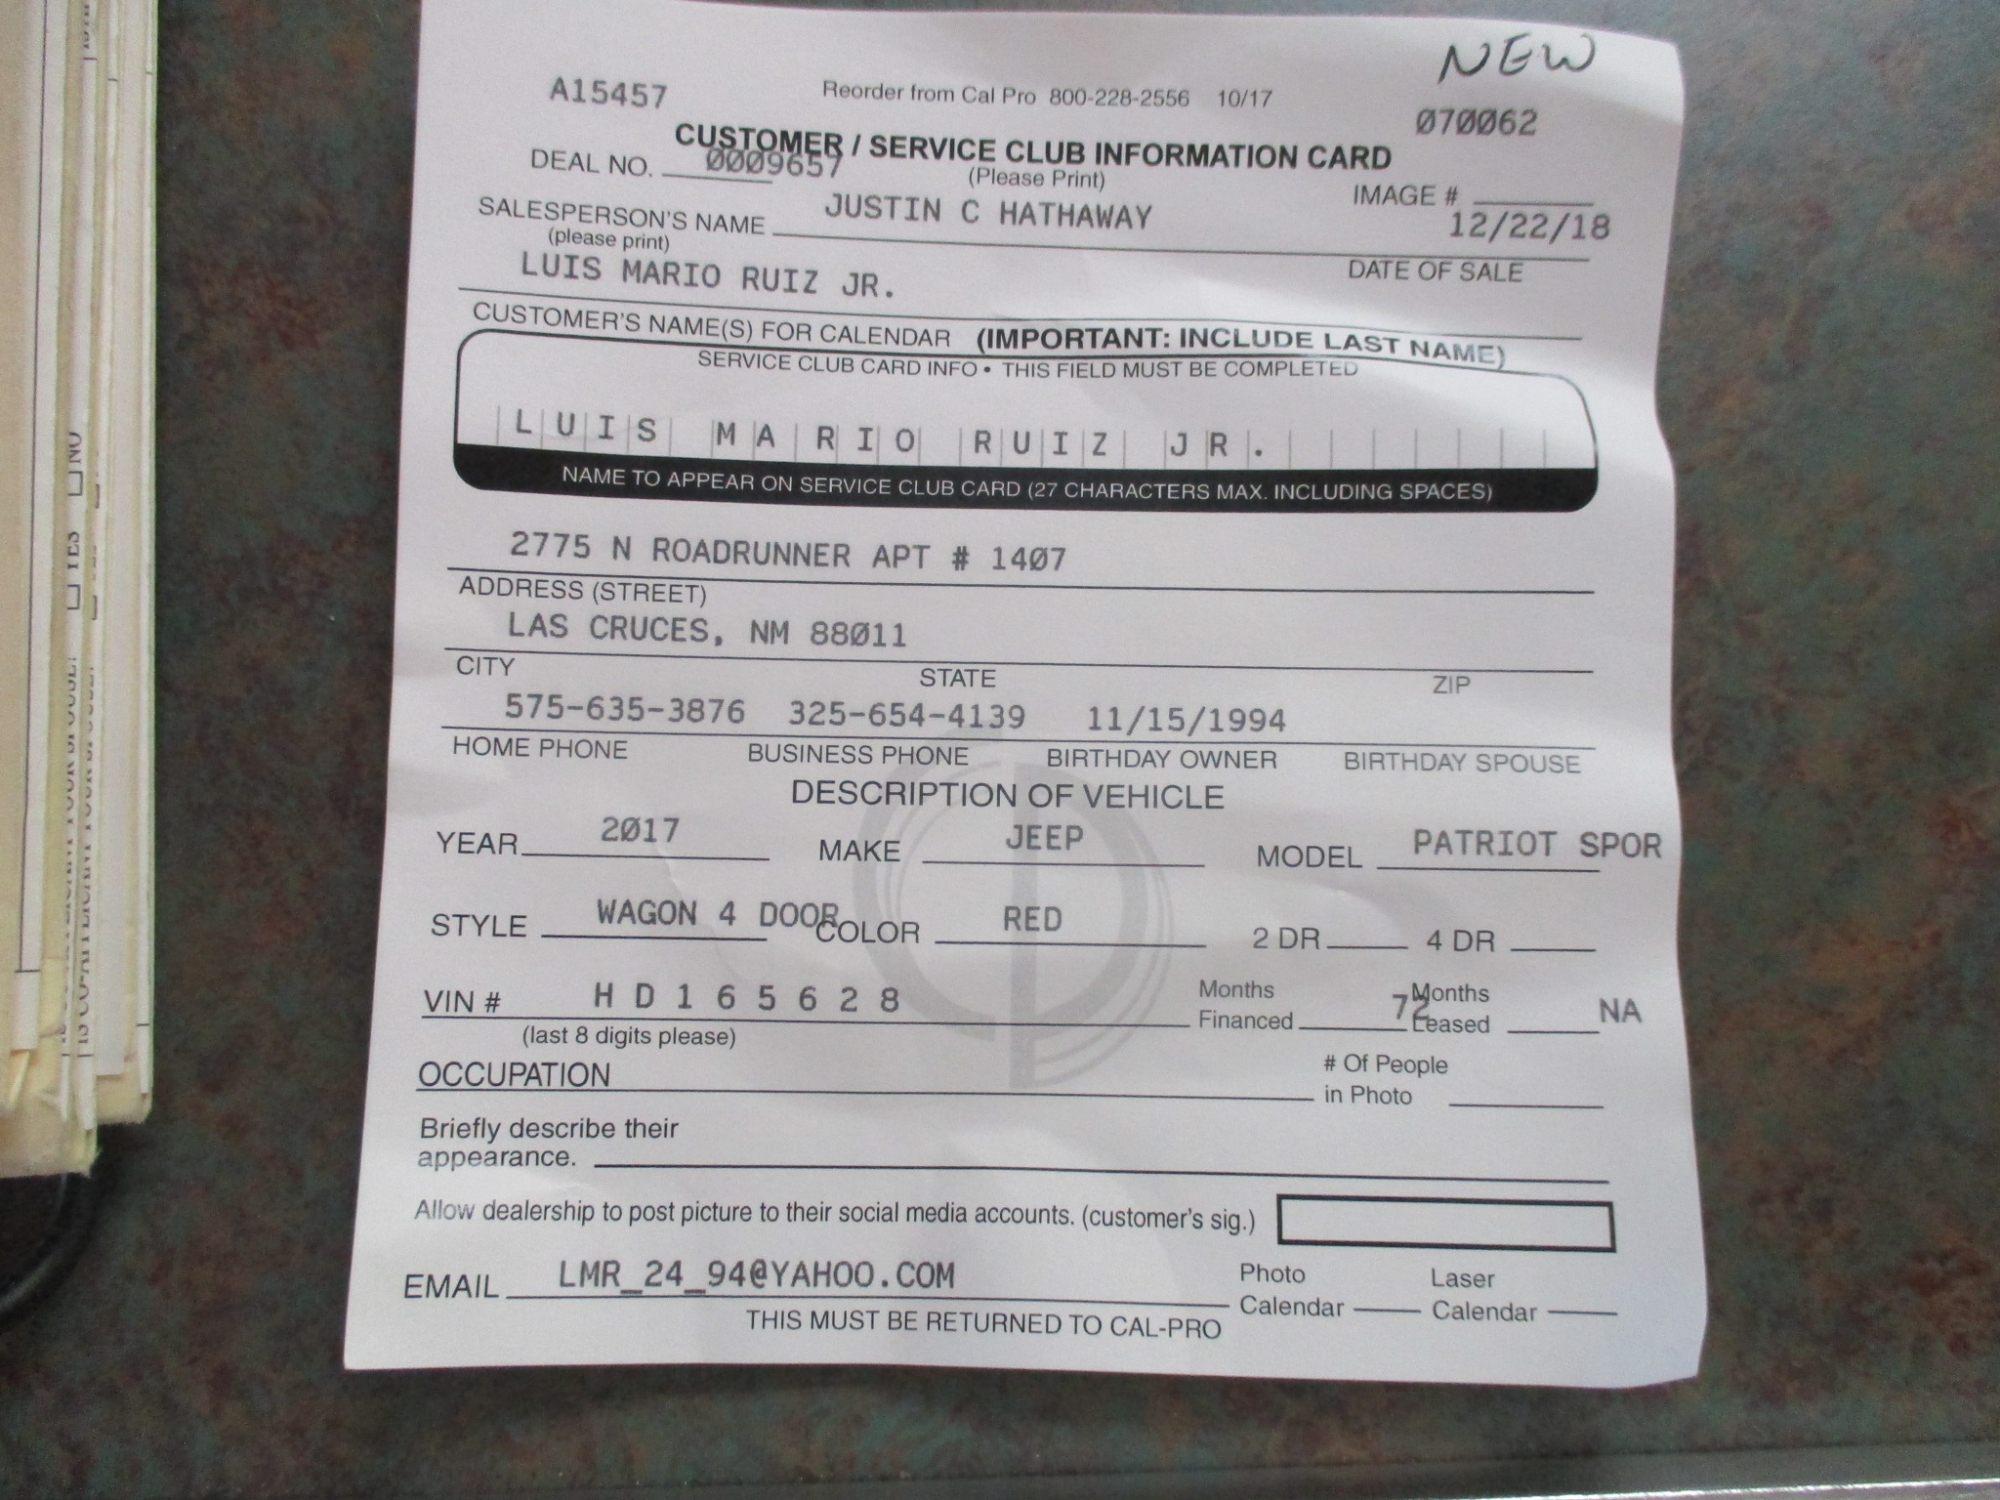 NEW
A15457 Reorder from Cal Pro 800-228-2556 10/17 070062
CUSTOMER / SERVICE CLUB INFORMATION CARD
DEAL NO. 0009657 (Please Print) IMAGE #
SALESPERSON'S NAME JUSTIN C HATHAWAY 12/22/18
(please print) DATE OF SALE
LUIS MARIO RUIZ JR.
CUSTOMER'S NAME(S) FOR CALENDAR (IMPORTANT: INCLUDE LAST NAME)
SERVICE CLUB CARD INFO • THIS FIELD MUST BE COMPLETED
LUIS MARIO RUIZ JR.
NAME TO APPEAR ON SERVICE CLUB CARD (27 CHARACTERS MAX. INCLUDING SPACES)
2775 N ROADRUNNER APT # 1407
ADDRESS (STREET)
LAS CRUCES, NM 88011
CITY STATE ZIP
575-635-3876 325-654-4139 11/15/1994
HOME PHONE BUSINESS PHONE BIRTHDAY OWNER BIRTHDAY SPOUSE
DESCRIPTION OF VEHICLE
YEAR 2017 MAKE JEEP MODEL PATRIOT SPOR
STYLE WAGON 4 DOOR COLOR RED 2 DR 4 DR
VIN # HD165628 Months Financed 72 Months Leased NA
(last 8 digits please)
OCCUPATION # Of People in Photo
Briefly describe their
appearance.
Allow dealership to post picture to their social media accounts. (customer's sig.)
EMAIL LMR_24_94@YAHOO.COM Photo Calendar Laser Calendar
THIS MUST BE RETURNED TO CAL-PRO
YES NO